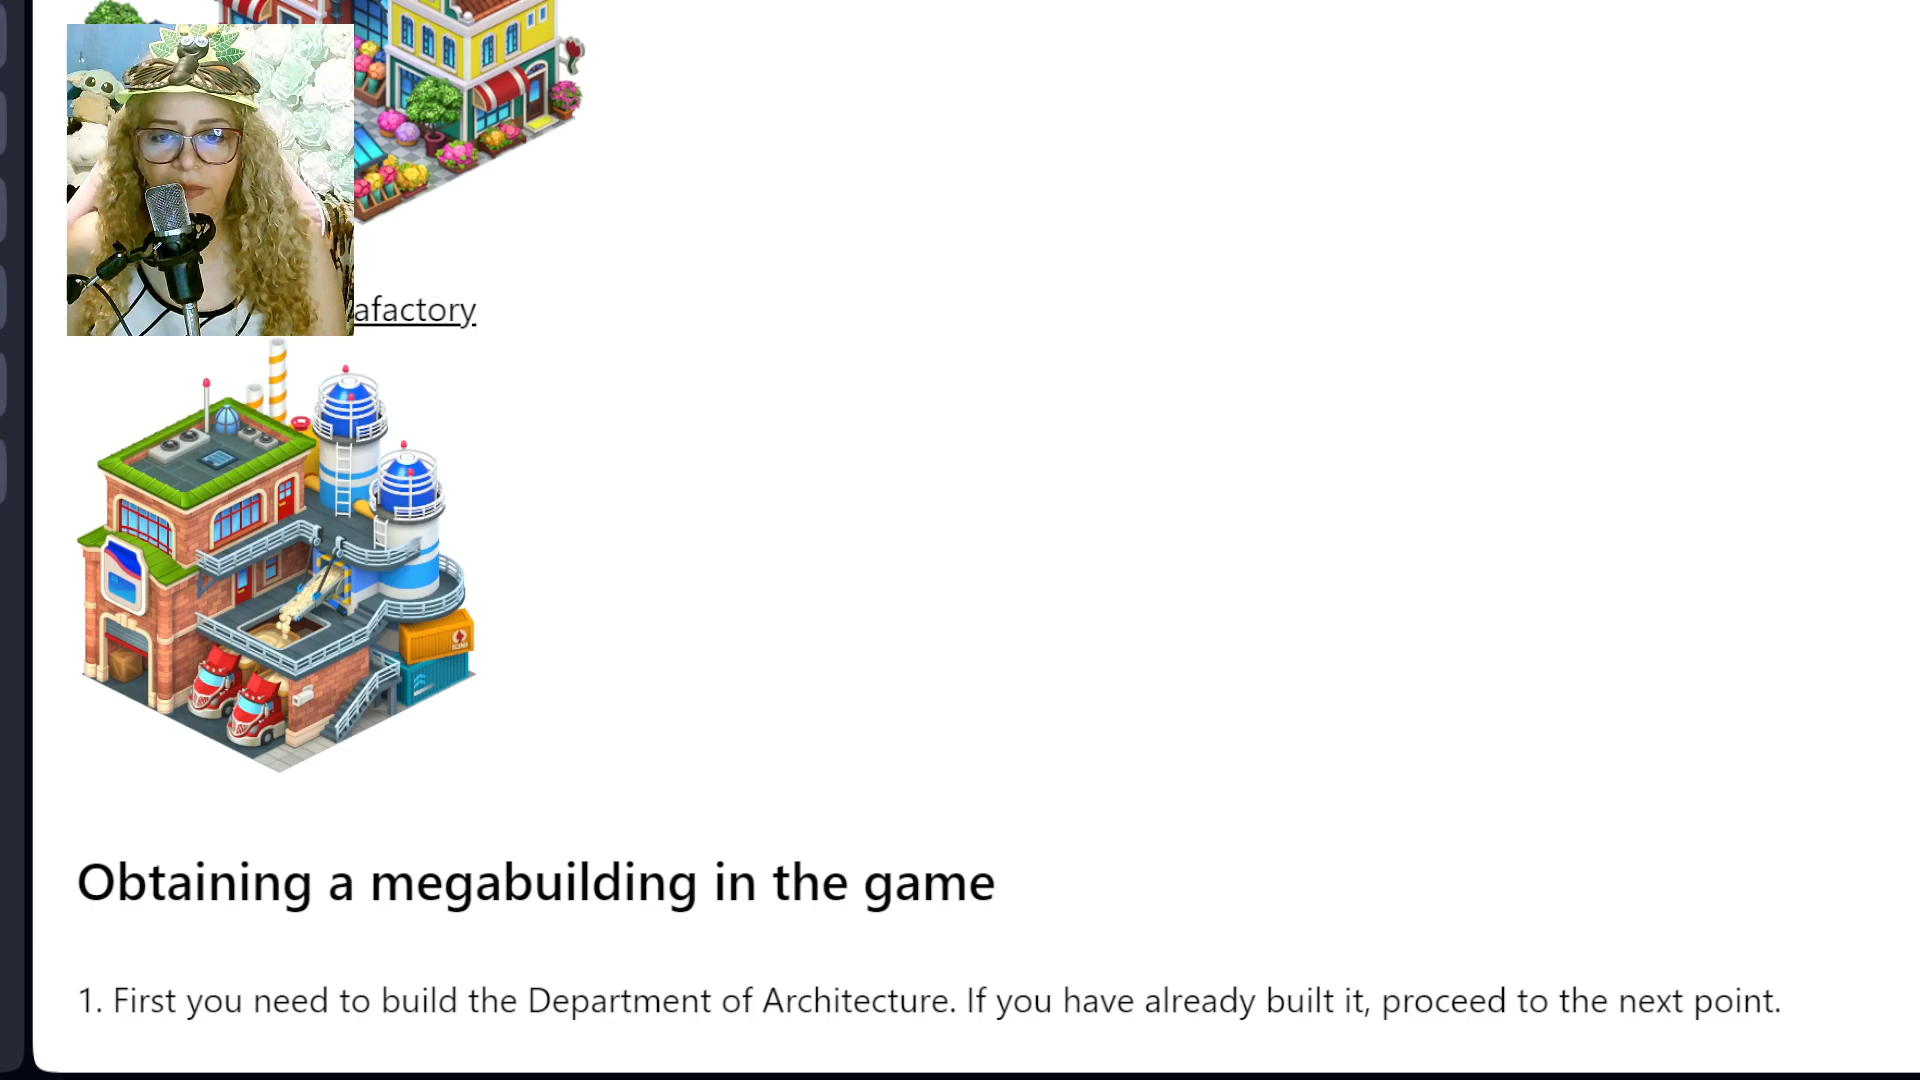 afactory
Obtaining a megabuilding in the game
1. First you need to build the Department of Architecture. If you have already built it, proceed to the next point.